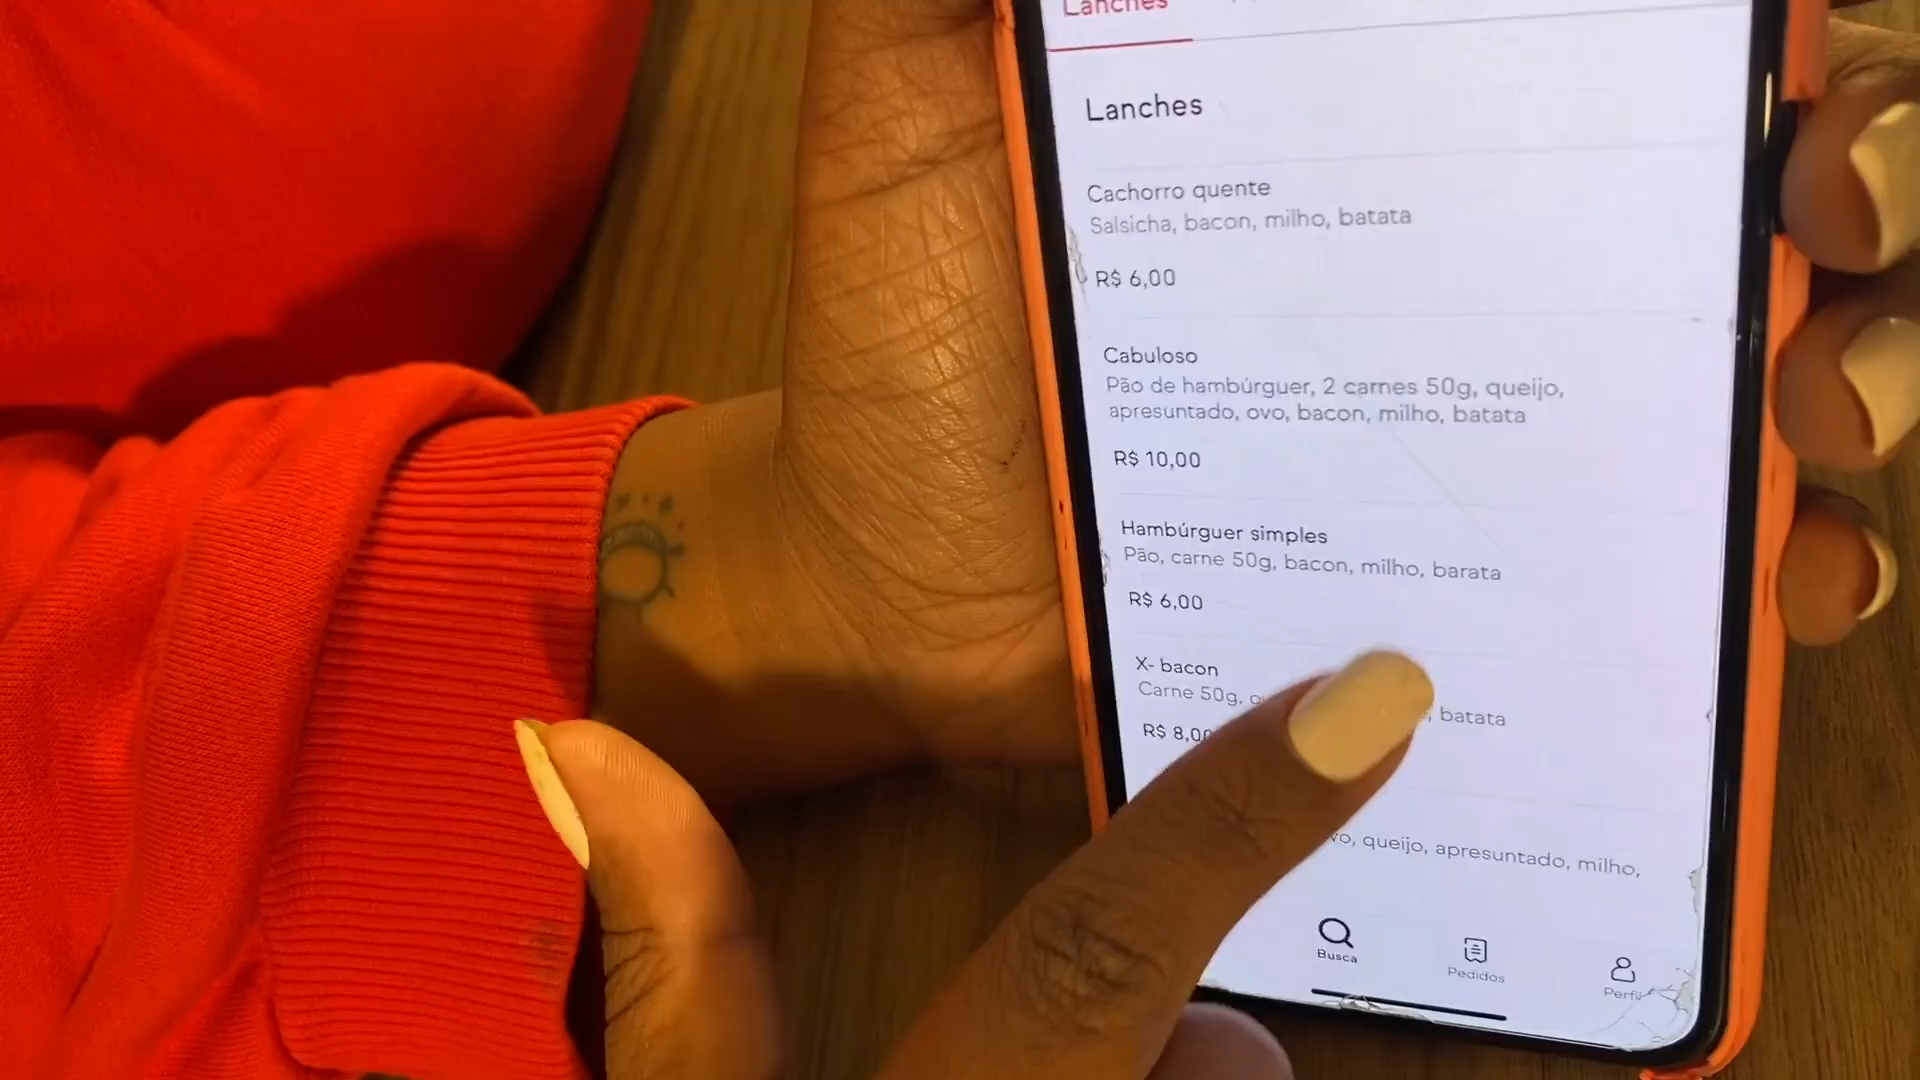 Lanches
Lanches
Cachorro quente
Salsicha, bacon, milho, batata
R$ 6,00
Cabuloso
Pão de hambúrguer, 2 carnes 50g, queijo,
apresuntado, ovo, bacon, milho, batata
R$ 10,00
Hambúrguer simples
Pão, carne 50g, bacon, milho, barata
R$ 6,00
X- bacon
Carne 50g, batata
R$ 8,00
queijo, apresuntado, milho,
Busca
Pedidos
Perfil